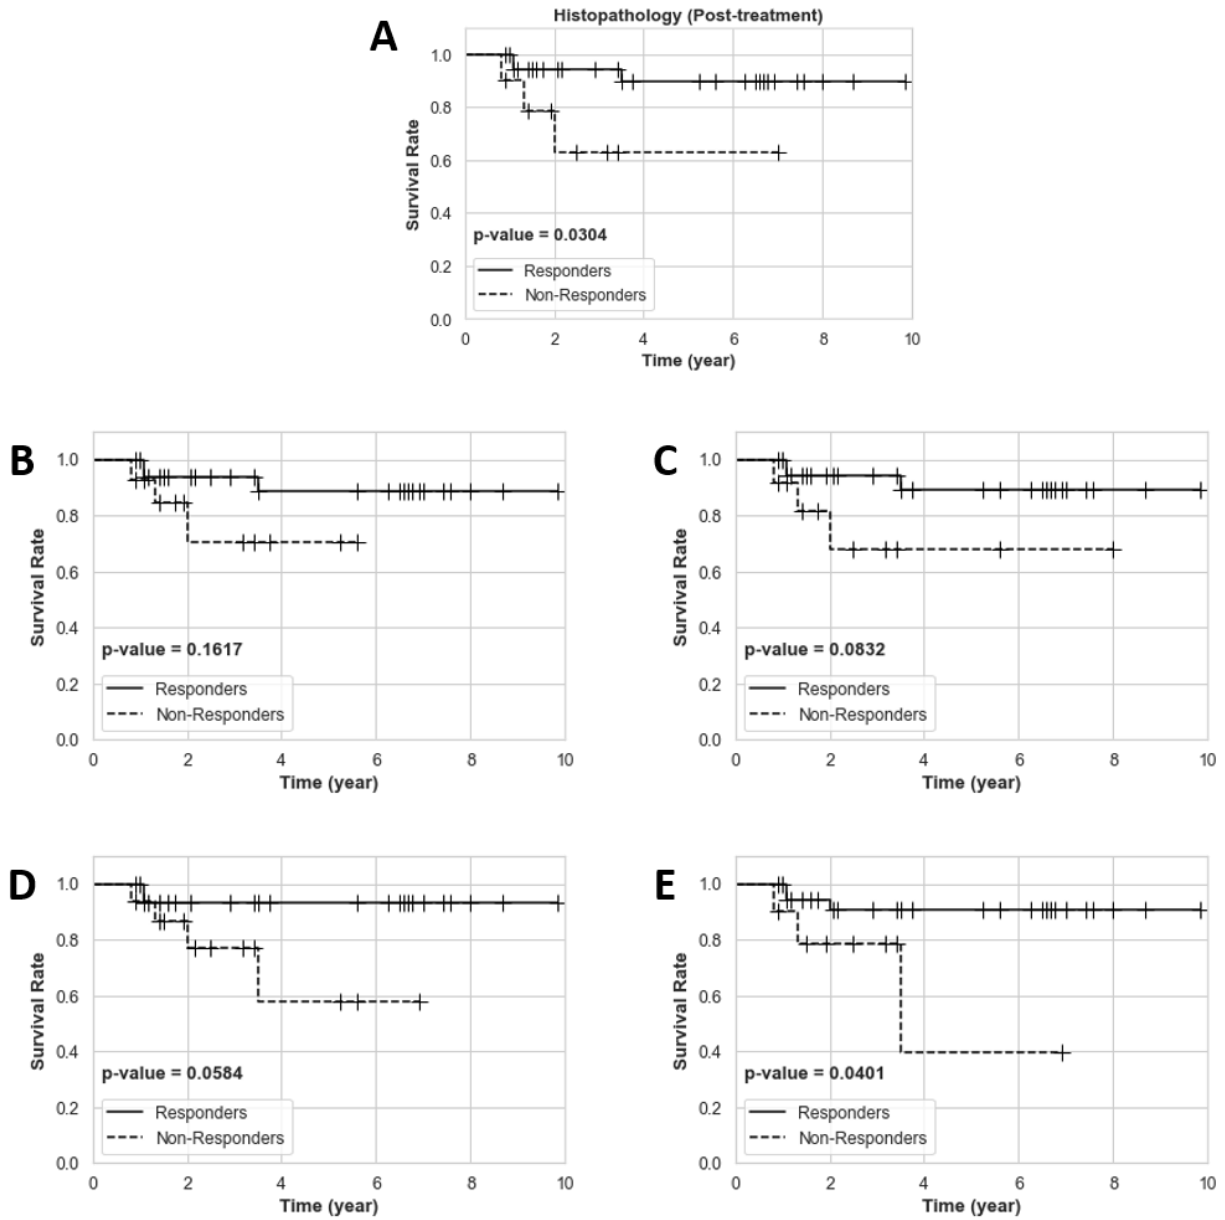 Histopathology (Post-treatment)
A
1.0
0.8
0.6
0.4
0.2
0.0
Survival Rate
p-value = 0.0304
Responders
Non-Responders
0 2 4 6 8 10
Time (year)
B
1.0
0.8
0.6
0.4
0.2
0.0
Survival Rate
p-value = 0.1617
Responders
Non-Responders
0 2 4 6 8 10
Time (year)
C
1.0
0.8
0.6
0.4
0.2
0.0
Survival Rate
p-value = 0.0832
Responders
Non-Responders
0 2 4 6 8 10
Time (year)
D
1.0
0.8
0.6
0.4
0.2
0.0
Survival Rate
p-value = 0.0584
Responders
Non-Responders
0 2 4 6 8 10
Time (year)
E
1.0
0.8
0.6
0.4
0.2
0.0
Survival Rate
p-value = 0.0401
Responders
Non-Responders
0 2 4 6 8 10
Time (year)